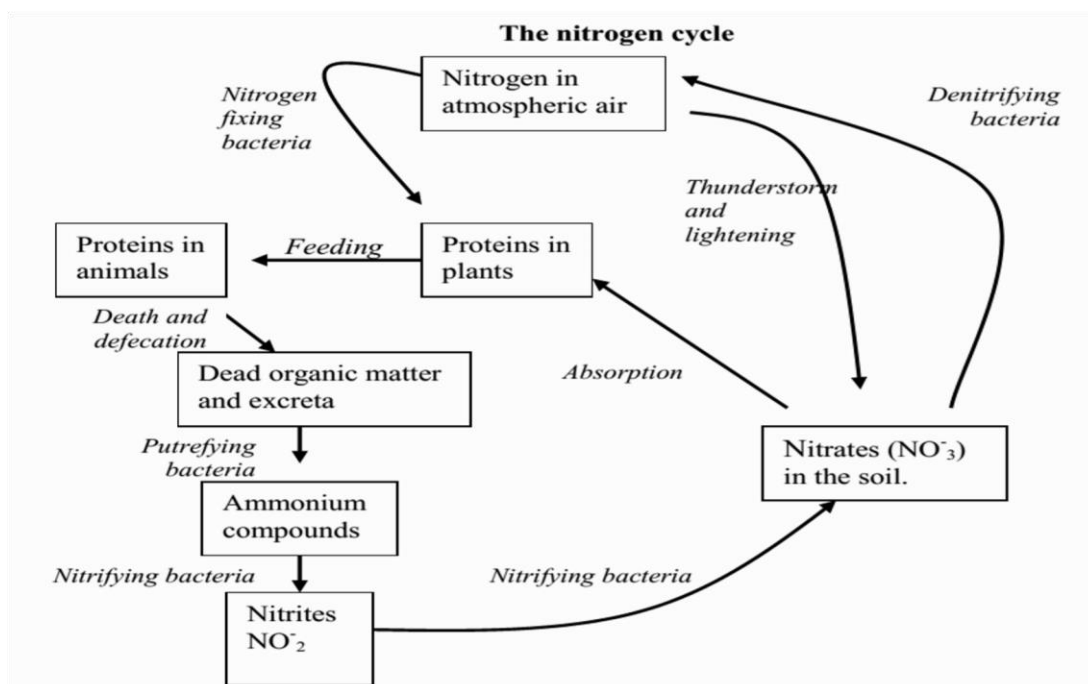 The nitrogen cycle
Nitrogen in
atmospheric air
Nitrogen
fixing
bacteria
Denitrifying
bacteria
Thunderstorm
and
lightening
Proteins in
animals
Feeding
Proteins in
plants
Death and
defecation
Dead organic matter
and excreta
Absorption
Putrefying
bacteria
Nitrates (NO⁻₃)
in the soil.
Ammonium
compounds
Nitrifying bacteria
Nitrifying bacteria
Nitrites
NO⁻₂